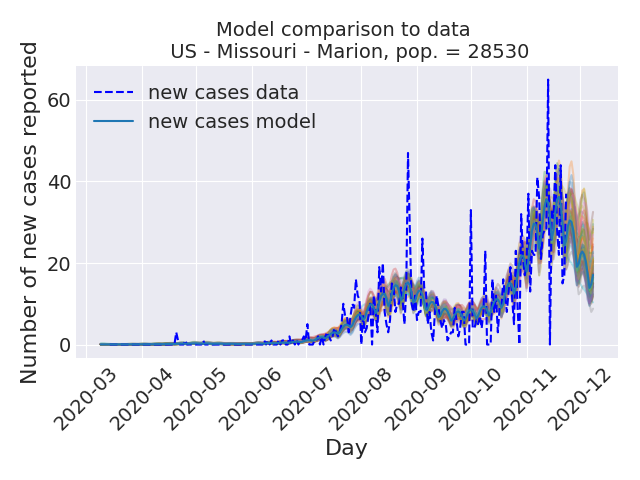 Model comparison to data
US - Missouri - Marion, pop. = 28530
Number of new cases reported
60
40
20
0
new cases data
new cases model
2020-03
2020-04
2020-05
2020-06
2020-07
2020-08
2020-09
2020-10
2020-11
2020-12
Day